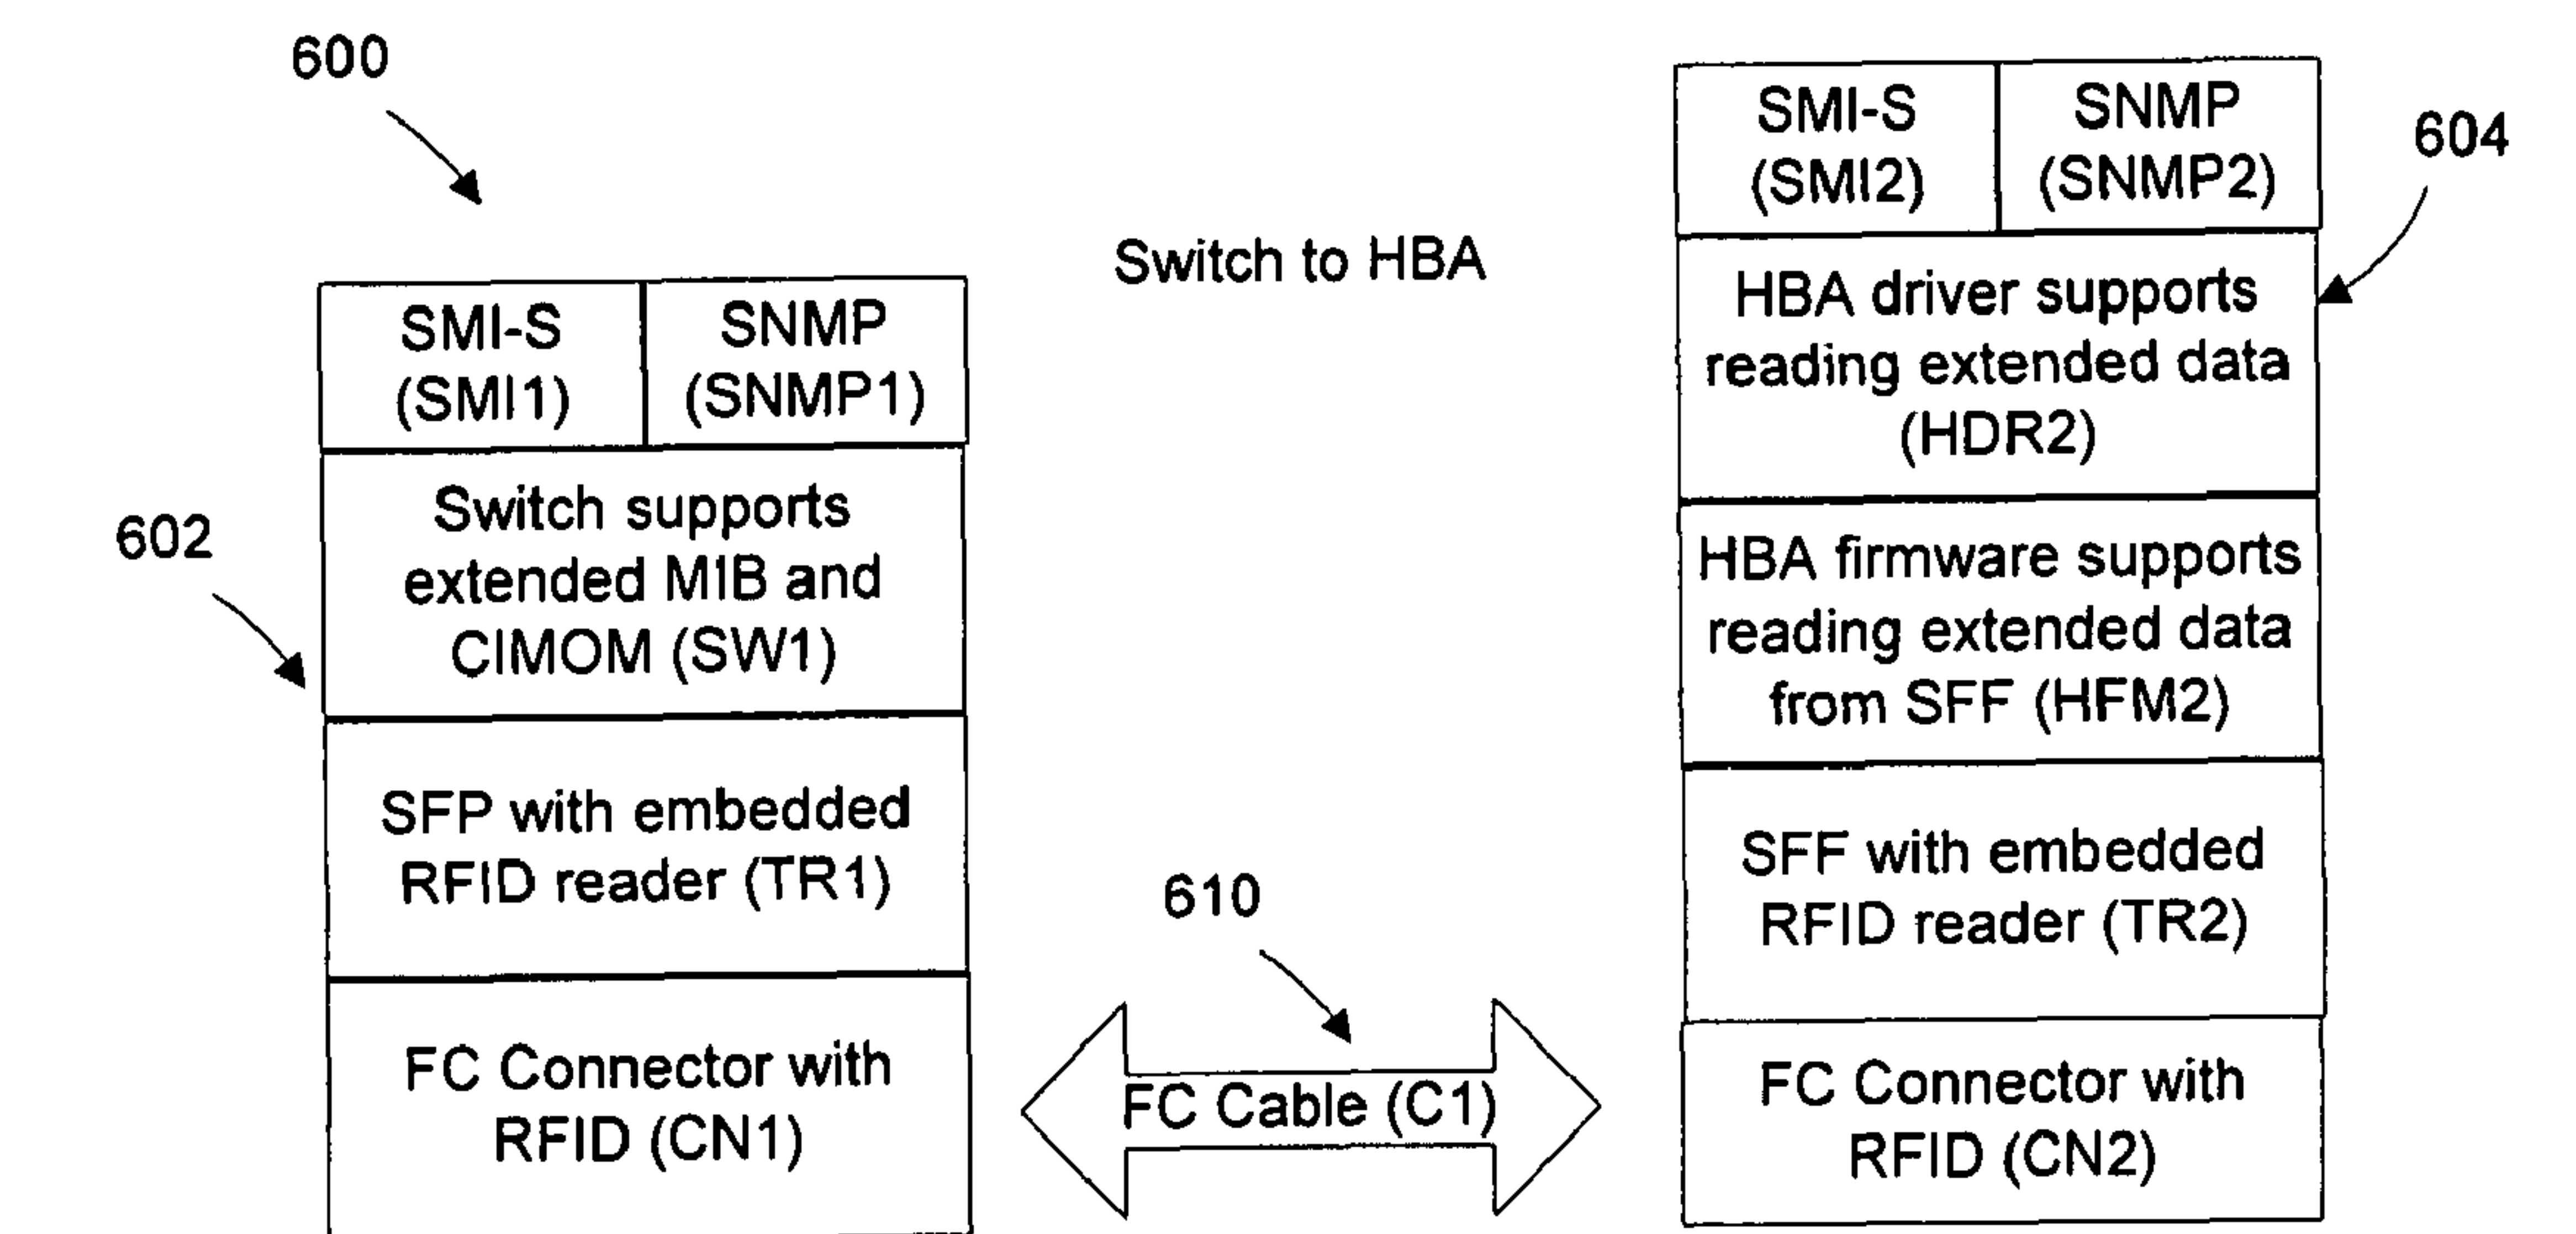 600
SMI-S
(SMI1)
SNMP
(SNMP1)
Switch supports
extended MIB and
CIMOM (SW1)
602
SFP with embedded
RFID reader (TR1)
FC Connector with
RFID (CN1)
Switch to HBA
610
FC Cable (C1)
SMI-S
(SMI2)
SNMP
(SNMP2)
604
HBA driver supports
reading extended data
(HDR2)
HBA firmware supports
reading extended data
from SFF (HFM2)
SFF with embedded
RFID reader (TR2)
FC Connector with
RFID (CN2)